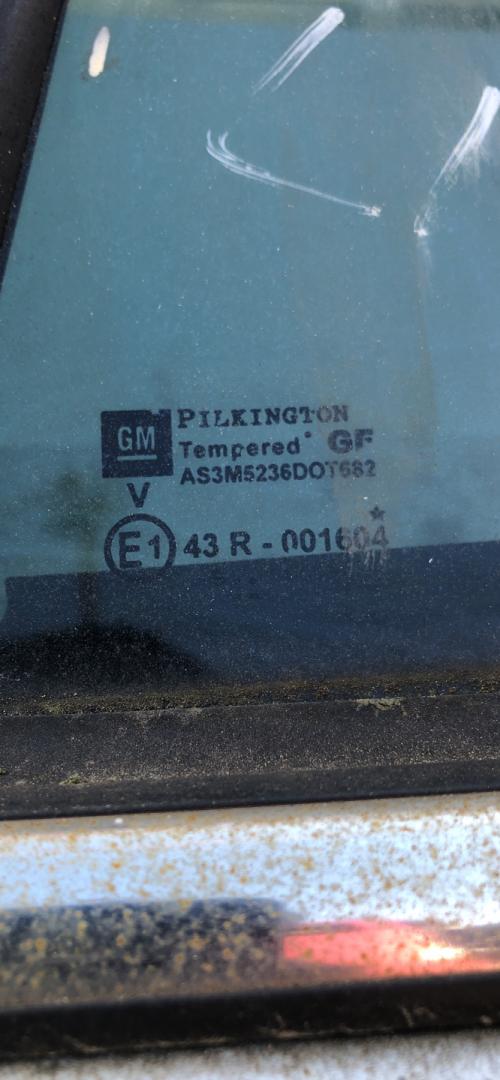 GM
PILKINGTON
Tempered GF
AS3M5236DOT682
V
E1 43 R - 001604